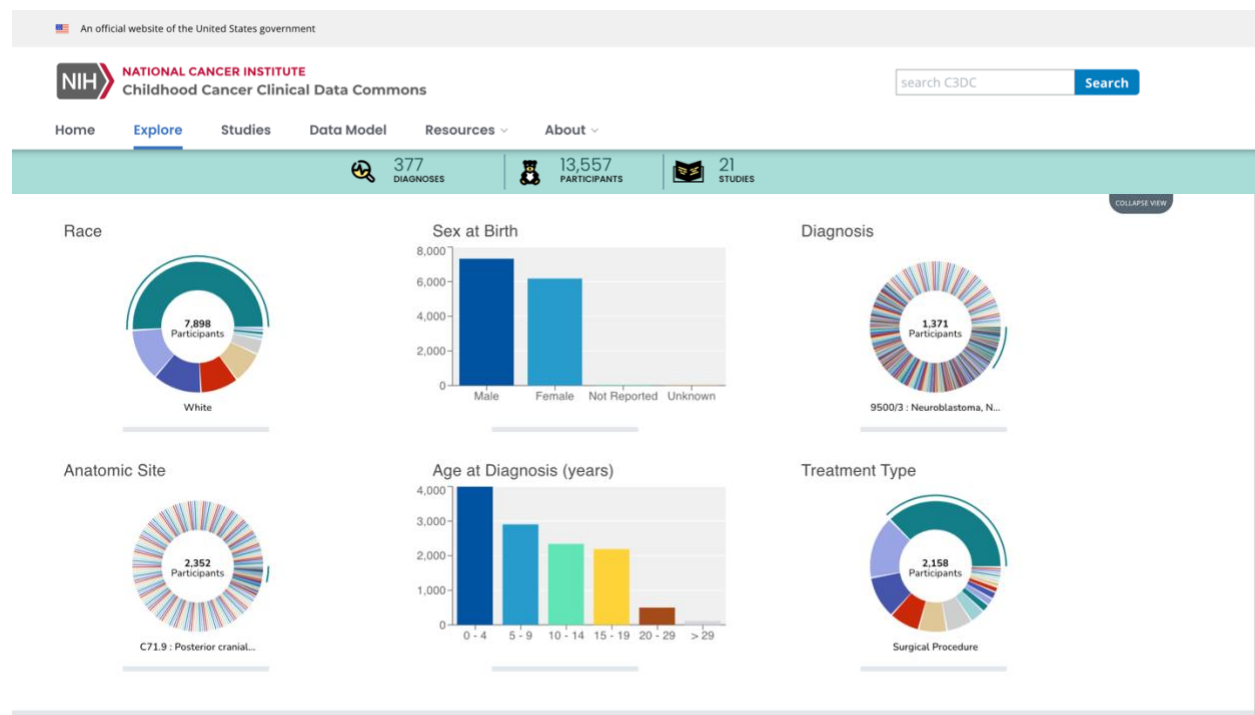 An official website of the United States government
NIH
NATIONAL CANCER INSTITUTE
Childhood Cancer Clinical Data Commons
search C3DC
Search
Home Explore Studies Data Model Resources About
377
DIAGNOSES
13,557
PARTICIPANTS
21
STUDIES
COLLAPSE VIEW
Race
7,898
Participants
White
Sex at Birth
8,000
6,000
4,000
2,000
0
Male Female Not Reported Unknown
Diagnosis
1,371
Participants
9500/3 : Neuroblastoma, N...
Anatomic Site
2,352
Participants
C71.9 : Posterior cranial...
Age at Diagnosis (years)
4,000
3,000
2,000
1,000
0
0 - 4 5 - 9 10 - 14 15 - 19 20 - 29 > 29
Treatment Type
2,158
Participants
Surgical Procedure